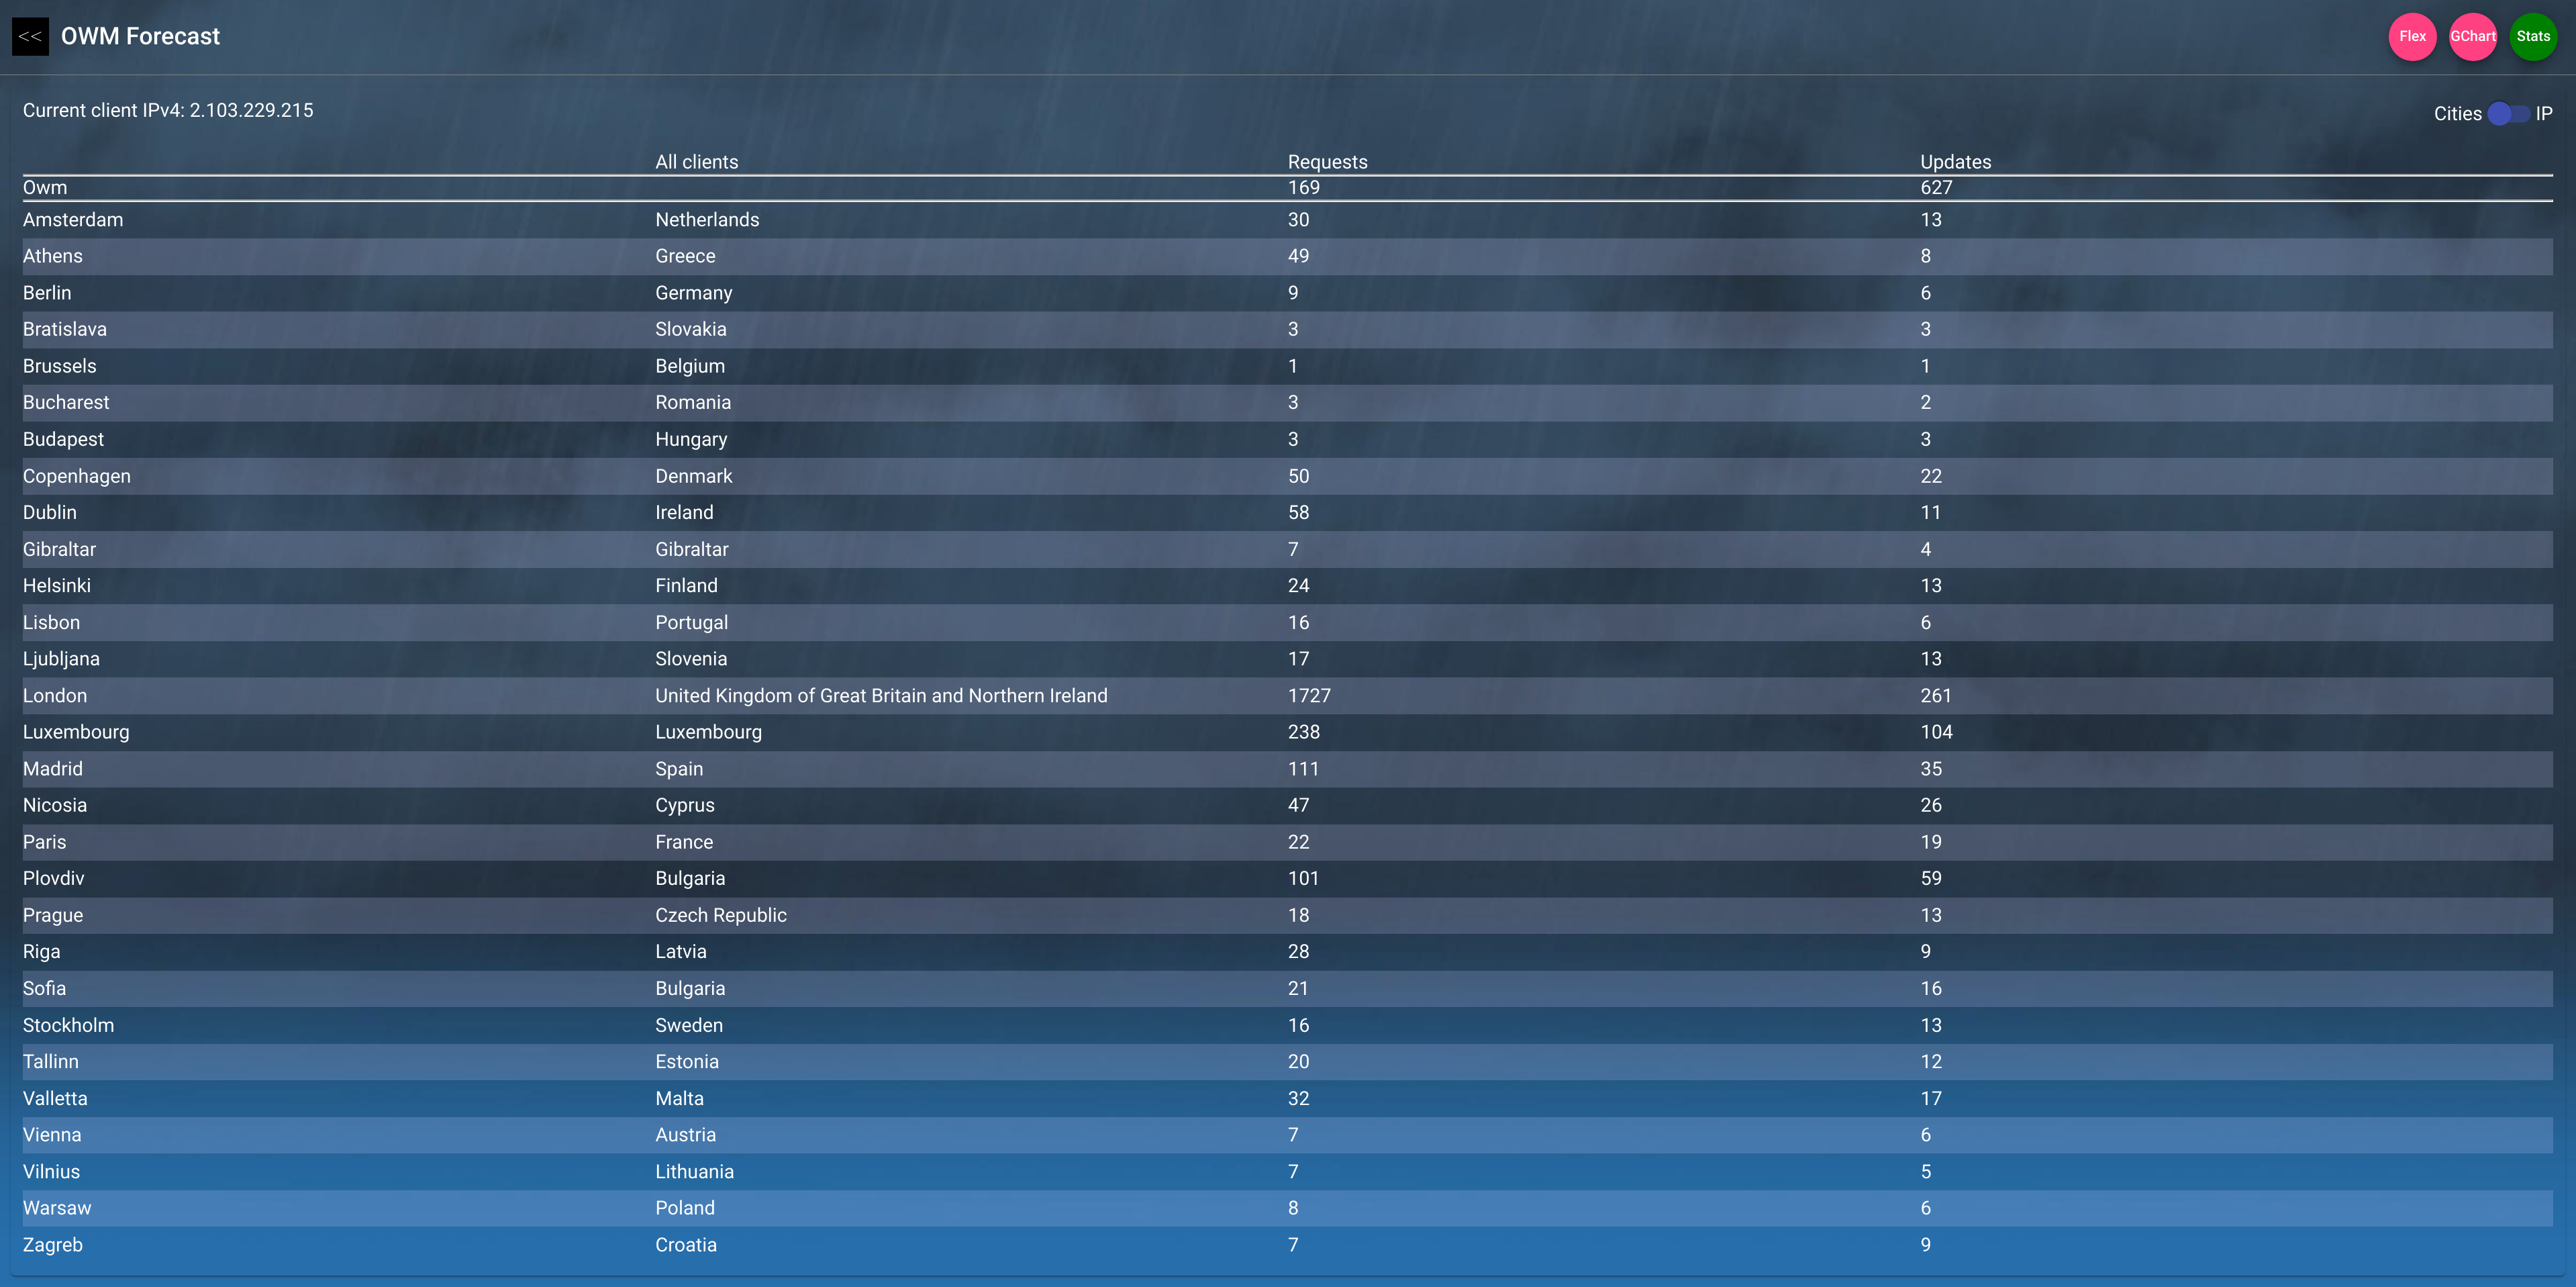 << OWM Forecast Flex GChart Stats
Current client IPv4: 2.103.229.215 Cities IP
All clients Requests Updates
Owm 169 627
Amsterdam Netherlands 30 13
Athens Greece 49 8
Berlin Germany 9 6
Bratislava Slovakia 3 3
Brussels Belgium 1 1
Bucharest Romania 3 2
Budapest Hungary 3 3
Copenhagen Denmark 50 22
Dublin Ireland 58 11
Gibraltar Gibraltar 7 4
Helsinki Finland 24 13
Lisbon Portugal 16 6
Ljubljana Slovenia 17 13
London United Kingdom of Great Britain and Northern Ireland 1727 261
Luxembourg Luxembourg 238 104
Madrid Spain 111 35
Nicosia Cyprus 47 26
Paris France 22 19
Plovdiv Bulgaria 101 59
Prague Czech Republic 18 13
Riga Latvia 28 9
Sofia Bulgaria 21 16
Stockholm Sweden 16 13
Tallinn Estonia 20 12
Valletta Malta 32 17
Vienna Austria 7 6
Vilnius Lithuania 7 5
Warsaw Poland 8 6
Zagreb Croatia 7 9